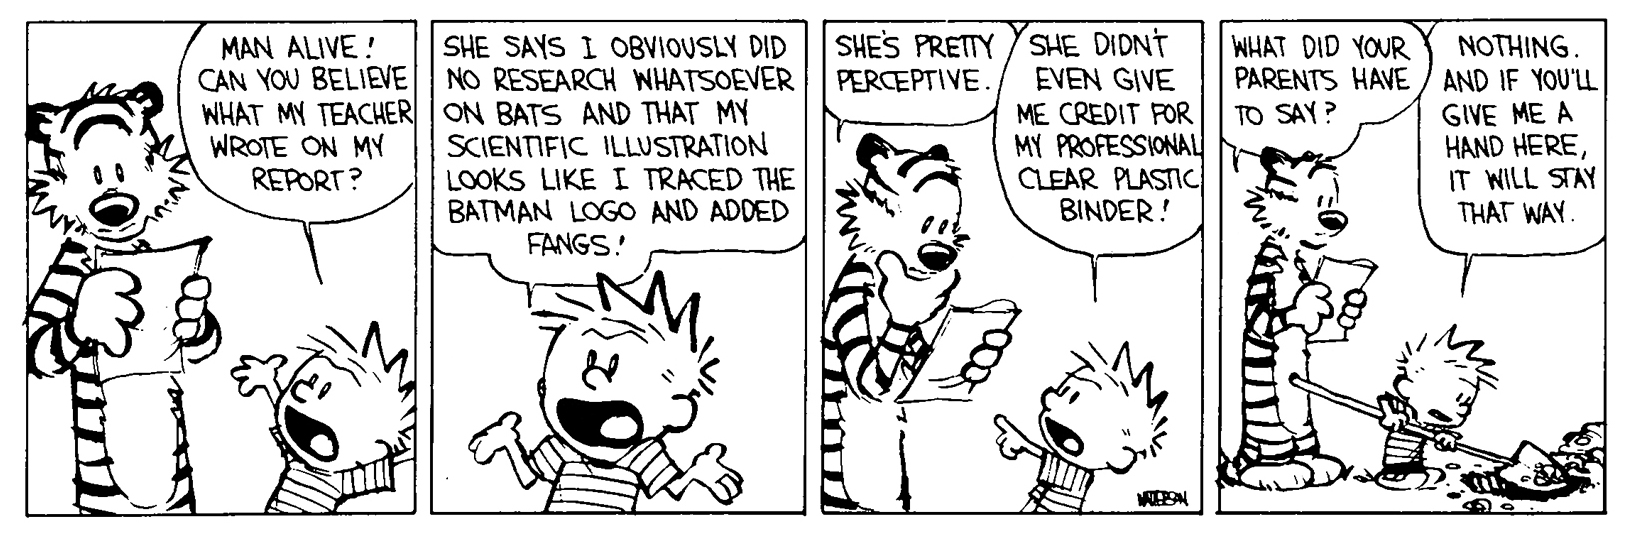 MAN ALIVE!
CAN YOU BELIEVE
WHAT MY TEACHER
WROTE ON MY
REPORT?
SHE SAYS I OBVIOUSLY DID
NO RESEARCH WHATSOEVER
ON BATS AND THAT MY
SCIENTIFIC ILLUSTRATION
LOOKS LIKE I TRACED THE
BATMAN LOGO AND ADDED
FANGS!
SHE'S PRETTY
PERCEPTIVE.
SHE DIDN'T
EVEN GIVE
ME CREDIT FOR
MY PROFESSIONAL
CLEAR PLASTIC
BINDER!
WATTERSON
WHAT DID YOUR
PARENTS HAVE
TO SAY?
NOTHING.
AND IF YOU'LL
GIVE ME A
HAND HERE,
IT WILL STAY
THAT WAY.